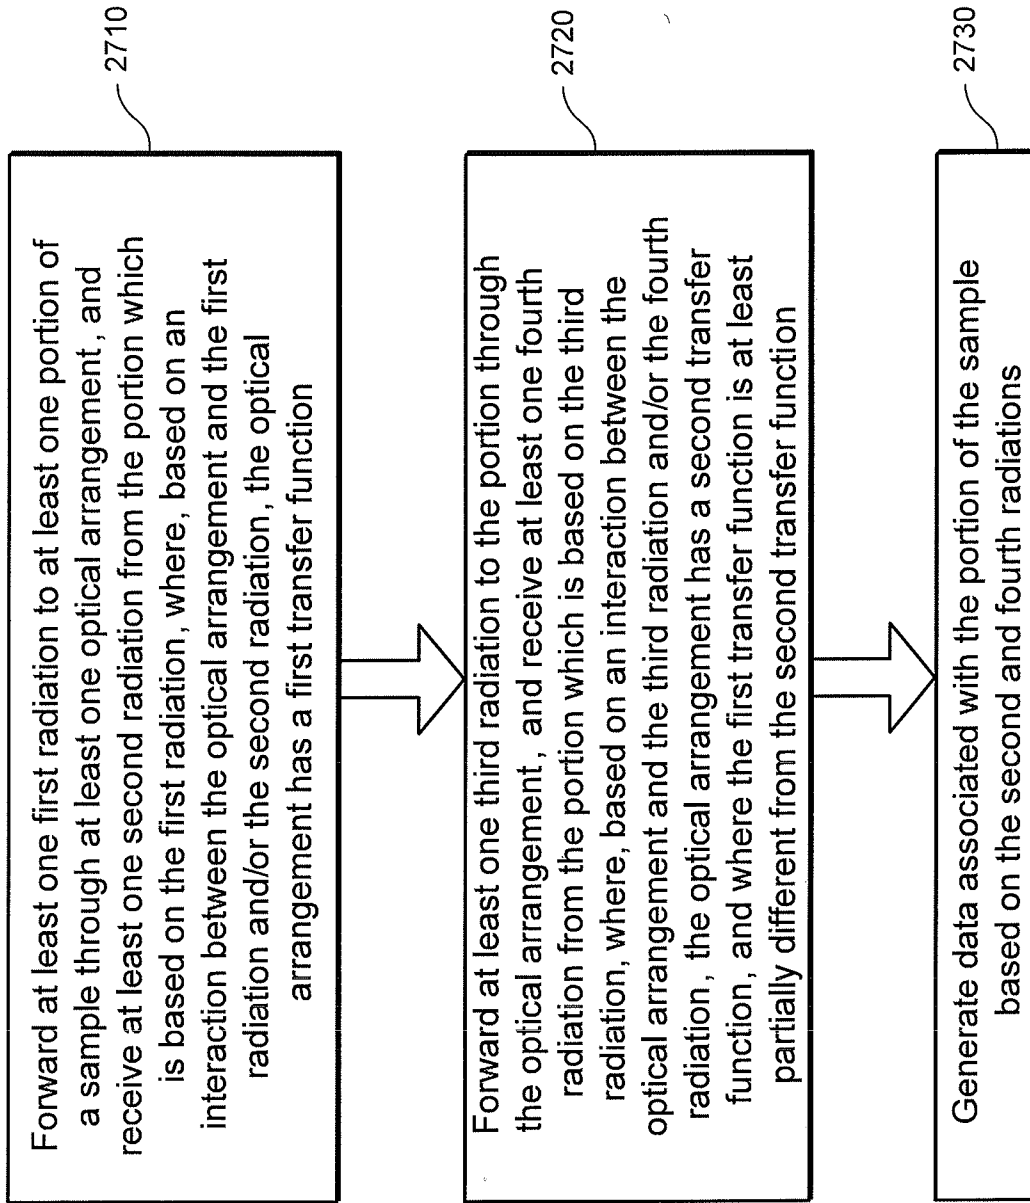 Forward at least one first radiation to at least one portion of
a sample through at least one optical arrangement, and
receive at least one second radiation from the portion which
is based on the first radiation, where, based on an
interaction between the optical arrangement and the first
radiation and/or the second radiation, the optical
arrangement has a first transfer function
2710
Forward at least one third radiation to the portion through
the optical arrangement, and receive at least one fourth
radiation from the portion which is based on the third
radiation, where, based on an interaction between the
optical arrangement and the third radiation and/or the fourth
radiation, the optical arrangement has a second transfer
function, and where the first transfer function is at least
partially different from the second transfer function
2720
Generate data associated with the portion of the sample
based on the second and fourth radiations
2730